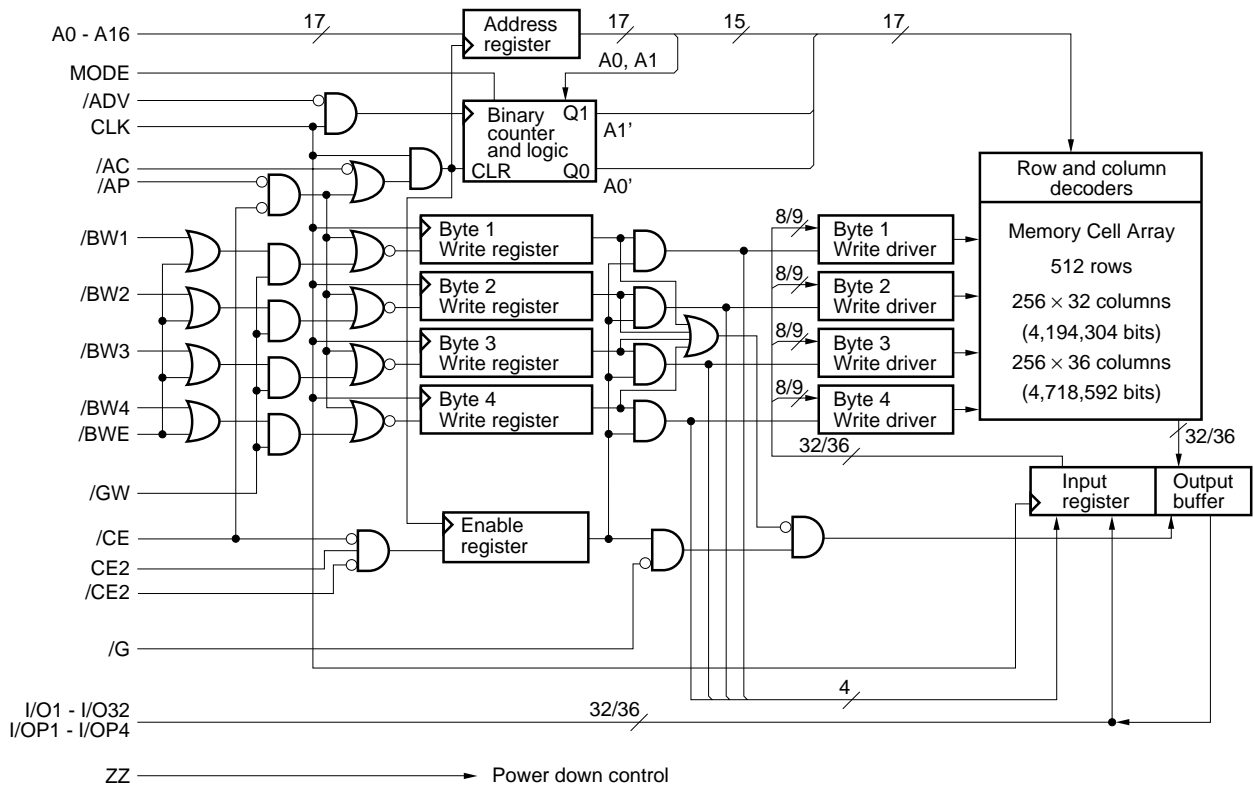 A0 - A16
17
Address
register
17
15
17
A0, A1
MODE
/ADV
CLK
Binary
counter
and logic
CLR
Q1
Q0
A1’
A0’
/AC
/AP
Row and column
decoders
Memory Cell Array
512 rows
256 × 32 columns
(4,194,304 bits)
256 × 36 columns
(4,718,592 bits)
/BW1
Byte 1
Write register
8/9
Byte 1
Write driver
/BW2
Byte 2
Write register
8/9
Byte 2
Write driver
/BW3
Byte 3
Write register
8/9
Byte 3
Write driver
/BW4
/BWE
Byte 4
Write register
8/9
Byte 4
Write driver
32/36
32/36
/GW
Input
register
Output
buffer
/CE
CE2
/CE2
Enable
register
/G
4
I/O1 - I/O32
I/OP1 - I/OP4
32/36
ZZ
Power down control